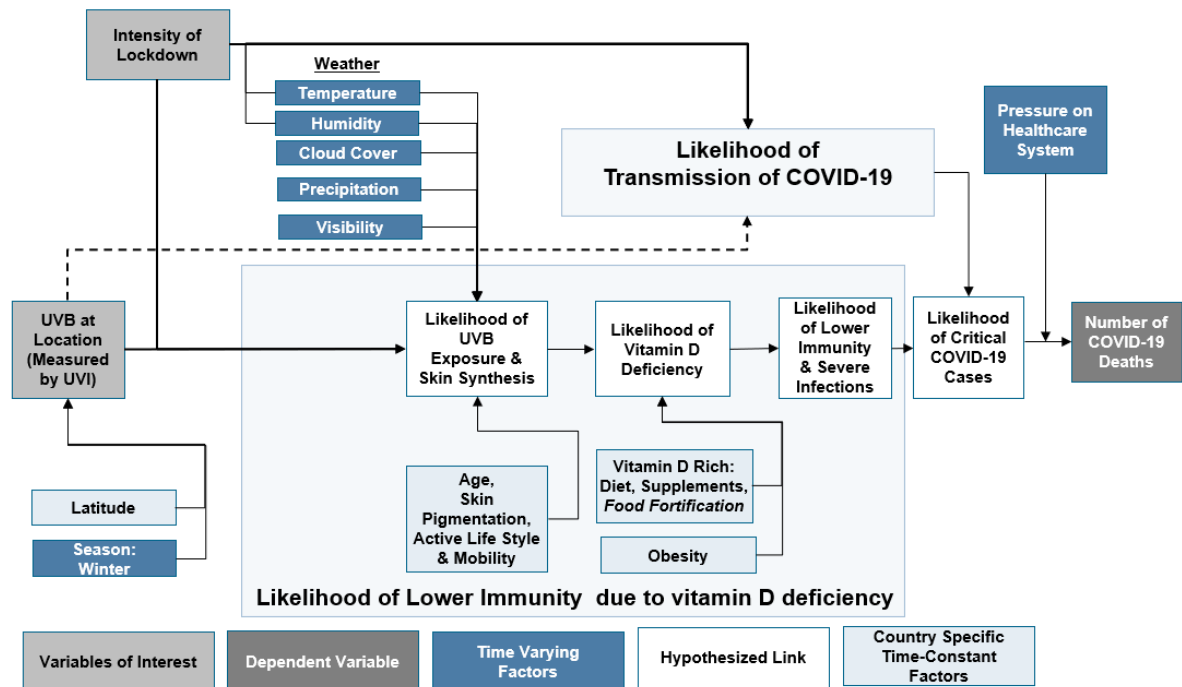 Intensity of
Lockdown
Weather
Temperature
Humidity
Cloud Cover
Precipitation
Visibility
Likelihood of
Transmission of COVID-19
Pressure on
Healthcare
System
UVB at
Location
(Measured
by UVI)
Likelihood of
UVB
Exposure &
Skin Synthesis
Likelihood of
Vitamin D
Deficiency
Likelihood
of Lower
Immunity
& Severe
Infections
Likelihood
of Critical
COVID-19
Cases
Number of
COVID-19
Deaths
Latitude
Season:
Winter
Age,
Skin
Pigmentation,
Active Life Style
& Mobility
Vitamin D Rich:
Diet, Supplements,
Food Fortification
Obesity
Likelihood of Lower Immunity due to vitamin D deficiency
Variables of Interest
Dependent Variable
Time Varying
Factors
Hypothesized Link
Country Specific
Time-Constant
Factors